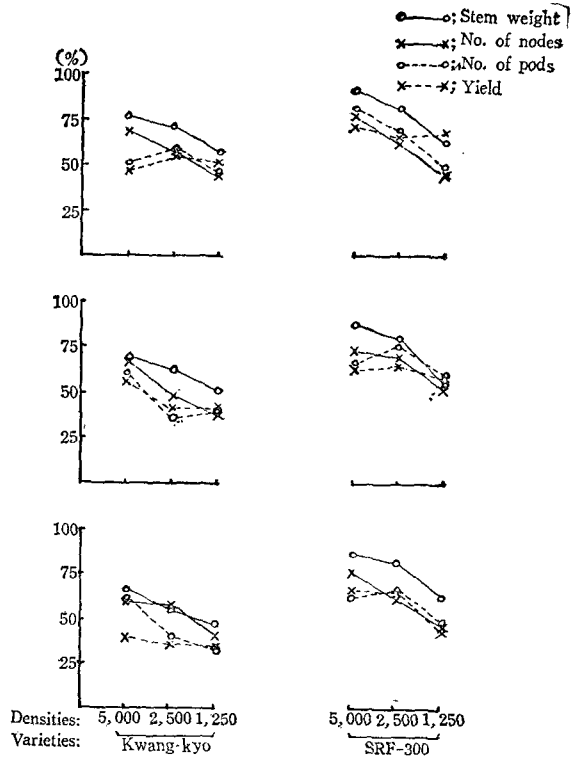 ; Stem weight
; No. of nodes
; No. of pods
; Yield
(%)
100
75
50
25
100
75
50
25
100
75
50
25
Densities: 5,000 2,500 1,250 5,000 2,500 1,250
Varieties: Kwang-kyo SRF-300